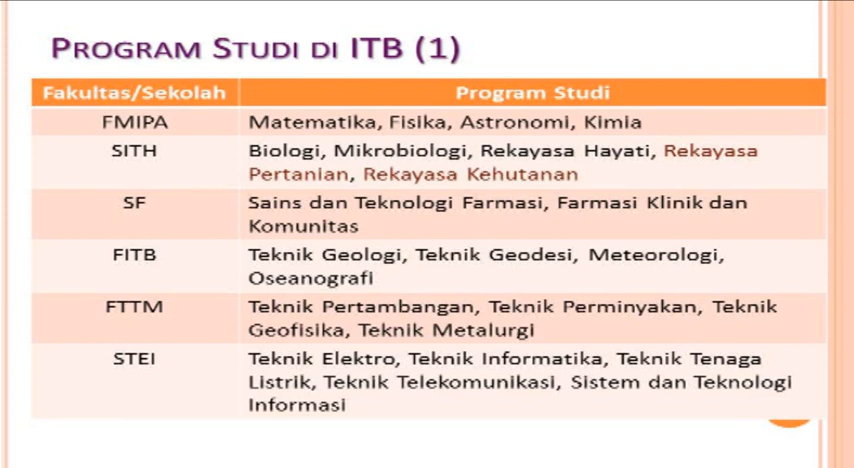 PROGRAM STUDI DI ITB (1)
Fakultas/Sekolah Program Studi
FMIPA Matematika, Fisika, Astronomi, Kimia
SITH Biologi, Mikrobiologi, Rekayasa Hayati, Rekayasa
Pertanian, Rekayasa Kehutanan
SF Sains dan Teknologi Farmasi, Farmasi Klinik dan
Komunitas
FITB Teknik Geologi, Teknik Geodesi, Meteorologi,
Oseanografi
FTTM Teknik Pertambangan, Teknik Perminyakan, Teknik
Geofisika, Teknik Metalurgi
STEI Teknik Elektro, Teknik Informatika, Teknik Tenaga
Listrik, Teknik Telekomunikasi, Sistem dan Teknologi
Informasi